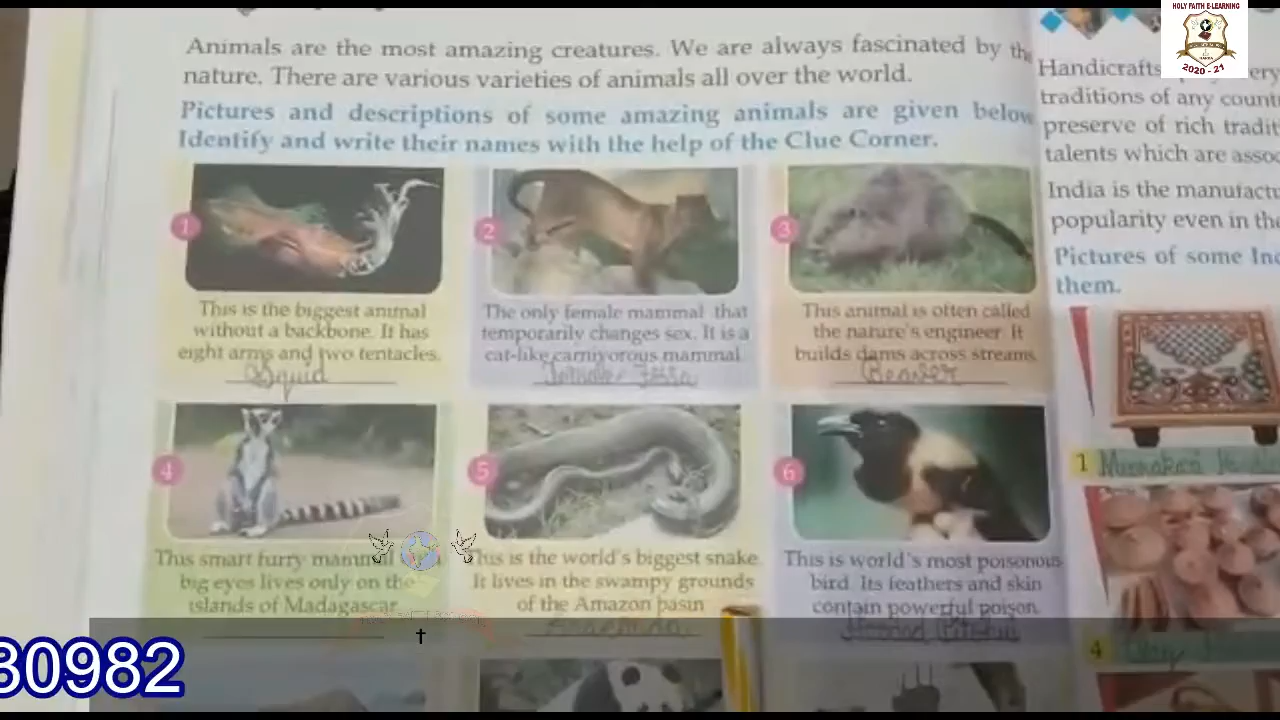 HOLY FAITH E-LEARNING
2020 - 21
Animals are the most amazing creatures. We are always fascinated by the
nature. There are various varieties of animals all over the world.
Pictures and descriptions of some amazing animals are given below
Identify and write their names with the help of the Clue Corner.
1
2
3
This is the biggest animal
without a backbone. It has
eight arms and two tentacles.
Squid
The only female mammal that
temporarily changes sex. It is a
cat-like carnivorous mammal.
Female Fossa
This animal is often called
the nature's engineer. It
builds dams across streams.
Beaver
4
5
6
This smart furry
big eyes lives only on the
islands of Madagascar
This is the world's biggest snake.
It lives in the swampy grounds
of the Amazon basin
Anaconda
This is world's most poisonous
bird. Its feathers and skin
contain powerful poison.
Hooded Pitohui
Handicrafts
traditions of any
preserve of rich
talents which are
India is the
popularity even in the
Pictures of some
them.
1
4
30982